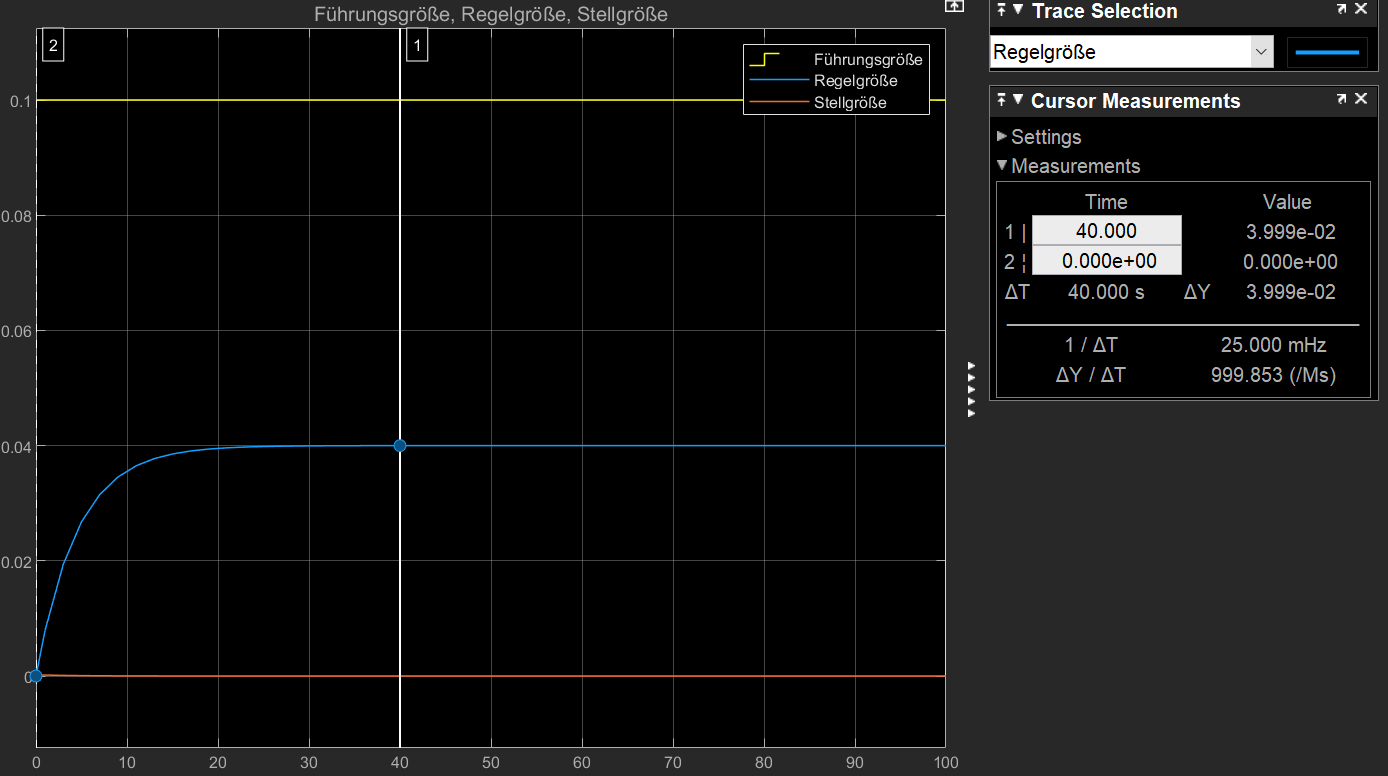 Führungsgröße, Regelgröße, Stellgröße
2
1
Führungsgröße
Regelgröße
Stellgröße
0.1
0.08
0.06
0.04
0.02
0
0 10 20 30 40 50 60 70 80 90 100
Trace Selection
Regelgröße
Cursor Measurements
Settings
Measurements
Time Value
1 | 40.000 3.999e-02
2 ¦ 0.000e+00 0.000e+00
ΔT 40.000 s ΔY 3.999e-02
1 / ΔT 25.000 mHz
ΔY / ΔT 999.853 (/Ms)